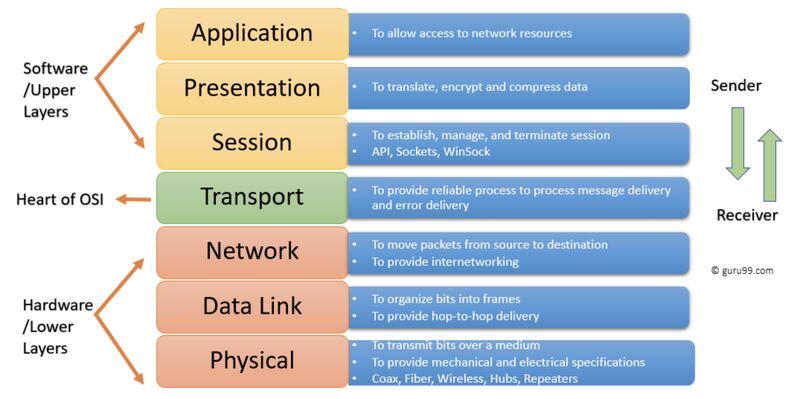 Application
• To allow access to network resources
Software
/Upper
Layers
Presentation
• To translate, encrypt and compress data
Sender
Session
• To establish, manage, and terminate session
• API, Sockets, WinSock
Heart of OSI
Transport
• To provide reliable process to process message delivery
and error delivery
Receiver
Network
• To move packets from source to destination
• To provide internetworking
© guru99.com
Hardware
/Lower
Layers
Data Link
• To organize bits into frames
• To provide hop-to-hop delivery
Physical
• To transmit bits over a medium
• To provide mechanical and electrical specifications
• Coax, Fiber, Wireless, Hubs, Repeaters